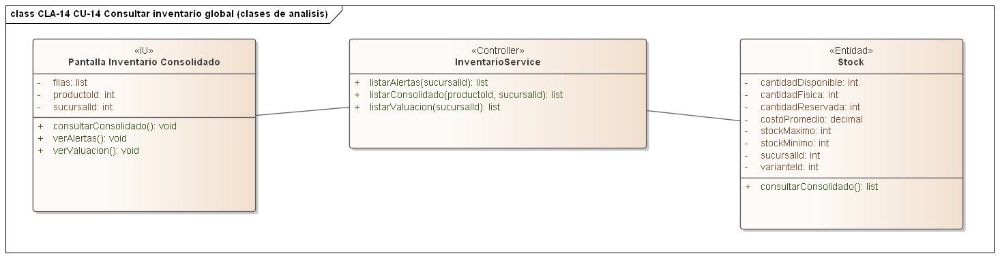 class CLA-14 CU-14 Consultar inventario global (clases de analisis)
«IU»
Pantalla Inventario Consolidado
- filas: list
- productoId: int
- sucursalId: int
+ consultarConsolidado(): void
+ verAlertas(): void
+ verValuacion(): void
«Controller»
InventarioService
+ listarAlertas(sucursalId): list
+ listarConsolidado(productoId, sucursalId): list
+ listarValuacion(sucursalId): list
«Entidad»
Stock
- cantidadDisponible: int
- cantidadFisica: int
- cantidadReservada: int
- costoPromedio: decimal
- stockMaximo: int
- stockMinimo: int
- sucursalId: int
- varianteId: int
+ consultarConsolidado(): list